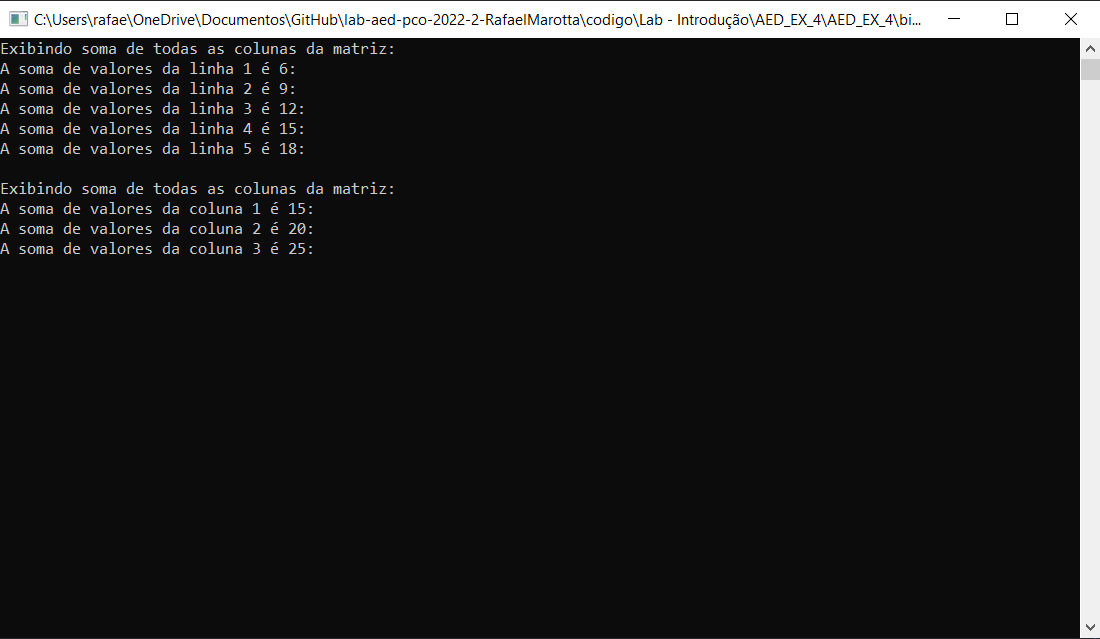 C:\Users\rafae\OneDrive\Documentos\GitHub\lab-aed-pco-2022-2-RafaelMarotta\codigo\Lab - Introdução\AED_EX_4\AED_EX_4\bi...
Exibindo soma de todas as colunas da matriz:
A soma de valores da linha 1 é 6:
A soma de valores da linha 2 é 9:
A soma de valores da linha 3 é 12:
A soma de valores da linha 4 é 15:
A soma de valores da linha 5 é 18:
Exibindo soma de todas as colunas da matriz:
A soma de valores da coluna 1 é 15:
A soma de valores da coluna 2 é 20:
A soma de valores da coluna 3 é 25: